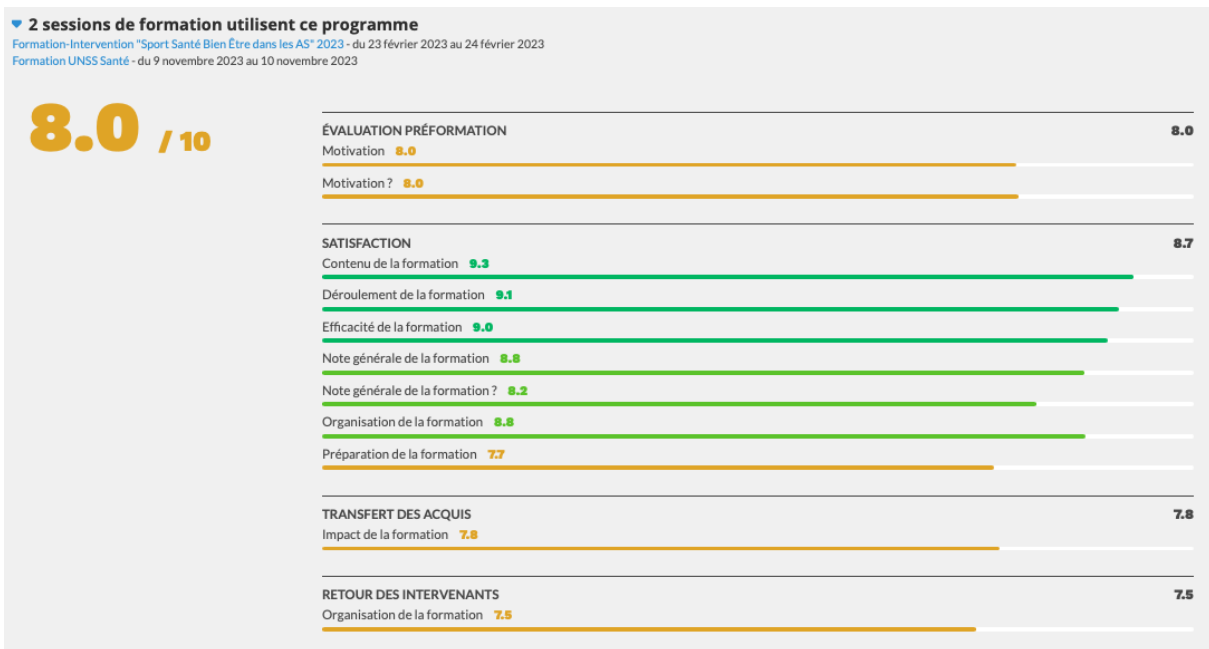 2 sessions de formation utilisent ce programme
Formation-Intervention "Sport Santé Bien Être dans les AS" 2023 - du 23 février 2023 au 24 février 2023
Formation UNSS Santé - du 9 novembre 2023 au 10 novembre 2023
8.0 / 10
ÉVALUATION PRÉFORMATION 8.0
Motivation 8.0
Motivation ? 8.0
SATISFACTION 8.7
Contenu de la formation 9.3
Déroulement de la formation 9.1
Efficacité de la formation 9.0
Note générale de la formation 8.8
Note générale de la formation ? 8.2
Organisation de la formation 8.8
Préparation de la formation 7.7
TRANSFERT DES ACQUIS 7.8
Impact de la formation 7.8
RETOUR DES INTERVENANTS 7.5
Organisation de la formation 7.5